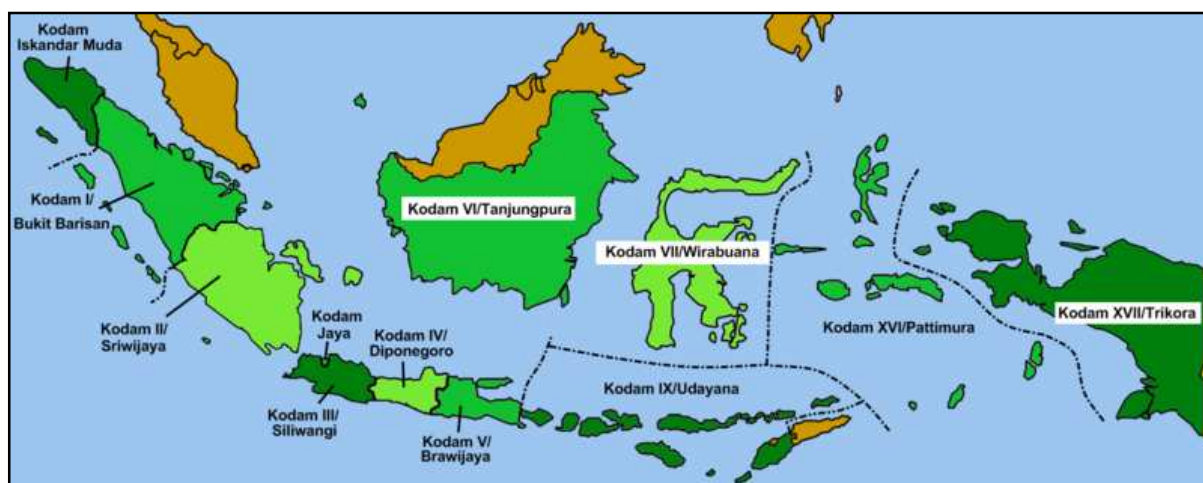 Kodam
Iskandar Muda
Kodam I/
Bukit Barisan
Kodam II/
Sriwijaya
Kodam
Jaya
Kodam III/
Siliwangi
Kodam IV/
Diponegoro
Kodam V/
Brawijaya
Kodam VI/Tanjungpura
Kodam VII/Wirabuana
Kodam IX/Udayana
Kodam XVI/Pattimura
Kodam XVII/Trikora